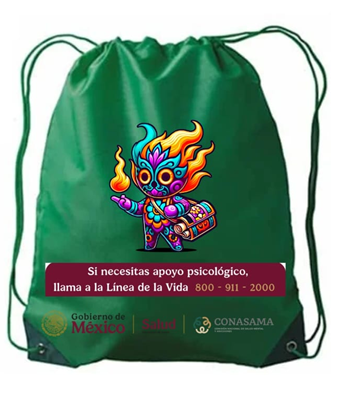 Si necesitas apoyo psicológico,
llama a la Línea de la Vida 800 - 911 - 2000
Gobierno de
México
Salud
CONASAMA